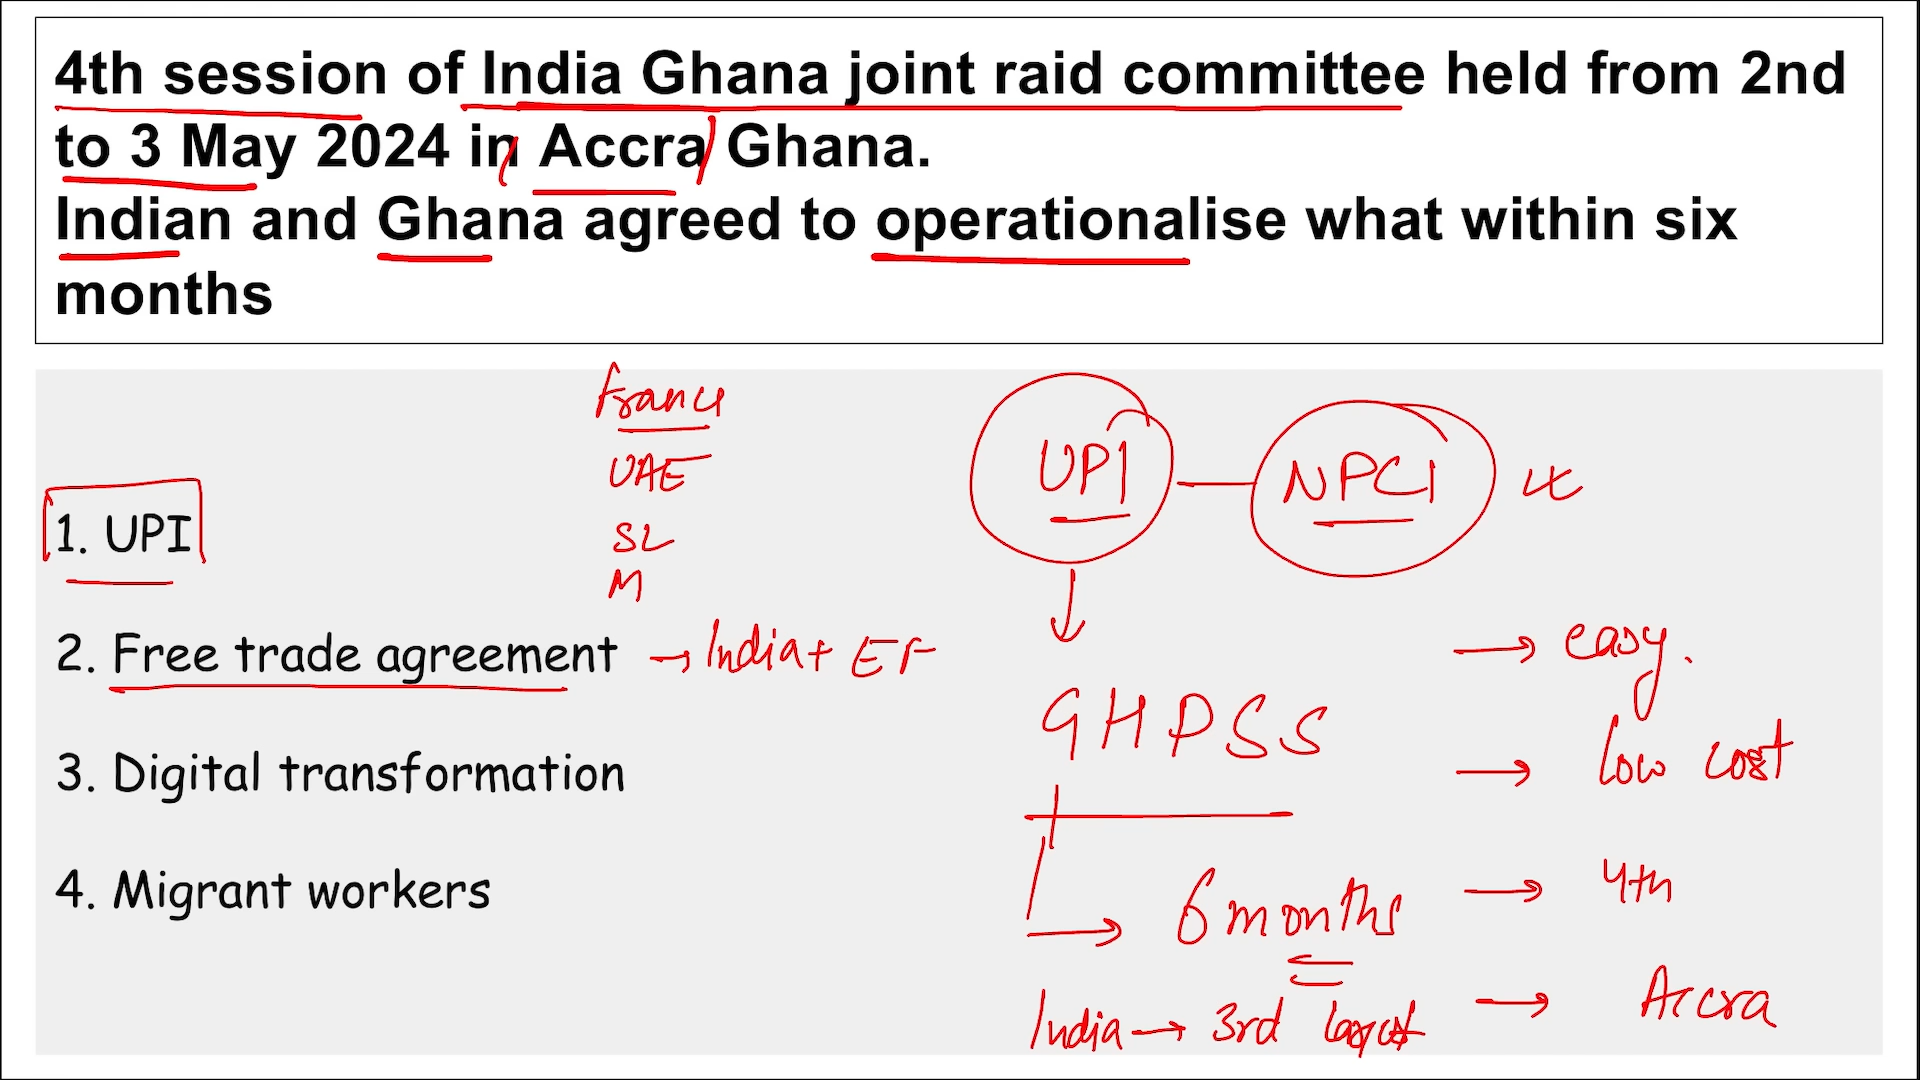 4th session of India Ghana joint raid committee held from 2nd
to 3 May 2024 in Accra Ghana.
Indian and Ghana agreed to operationalise what within six
months
France
UAE
SL
M
1. UPI
2. Free trade agreement → India+ EF
3. Digital transformation
4. Migrant workers
UPI — NPCI
GHPSS
→ 6 months
India → 3rd largest
→ easy.
→ low cost
→ 4th
→ Accra